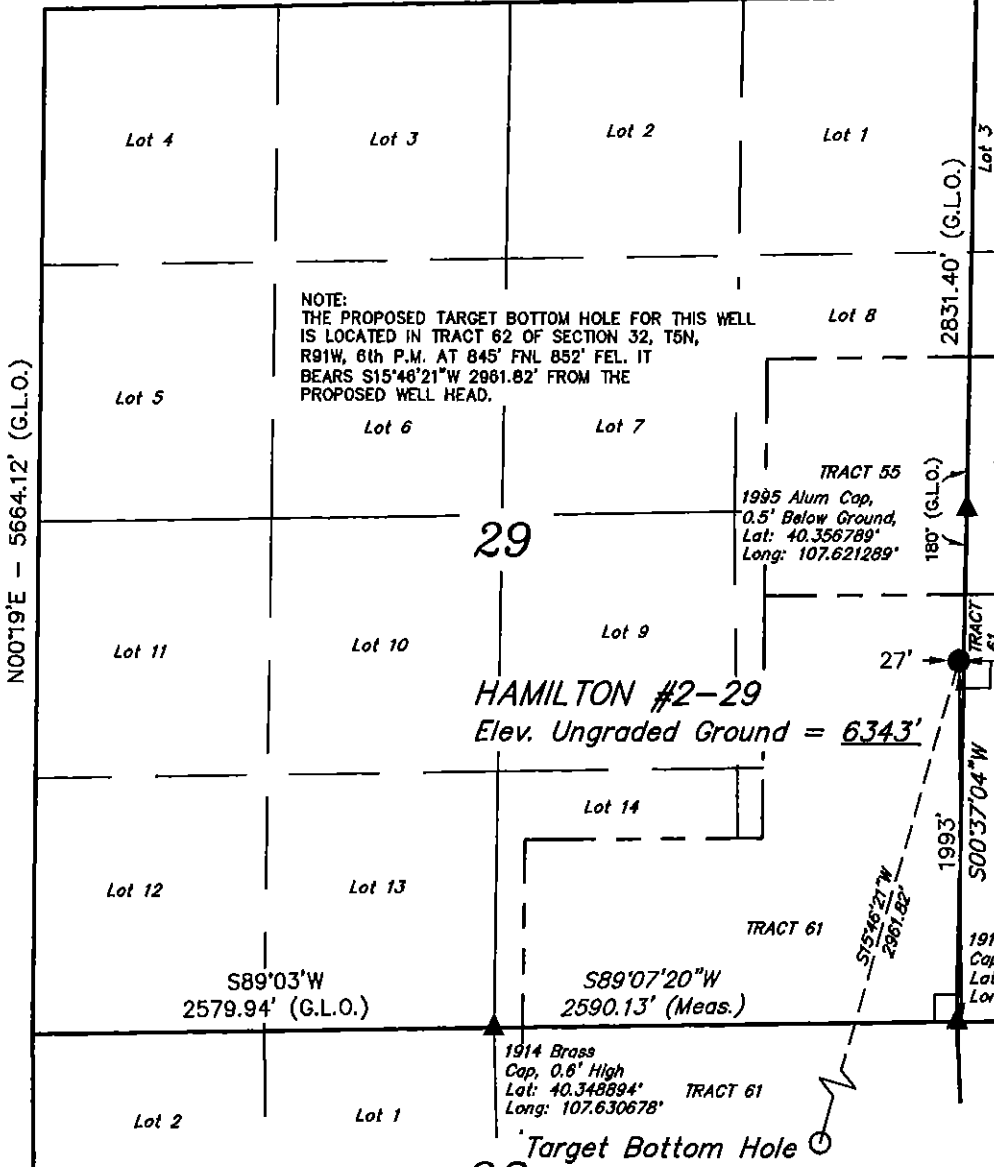 Lot 4
Lot 3
Lot 2
Lot 1
Lot 3
2831.40' (G.L.O.)
NOTE:
THE PROPOSED TARGET BOTTOM HOLE FOR THIS WELL
IS LOCATED IN TRACT 62 OF SECTION 32, T5N,
R91W, 6th P.M. AT 845' FNL 852' FEL. IT
BEARS S15°46'21"W 2961.82' FROM THE
PROPOSED WELL HEAD.
Lot 8
N00°19'E - 5664.12' (G.L.O.)
Lot 5
Lot 6
Lot 7
TRACT 55
1995 Alum Cap,
0.5' Below Ground,
Lat: 40.356789°
Long: 107.621289°
180° (G.L.O.)
29
Lot 11
Lot 10
Lot 9
27'
TRACT
HAMILTON #2-29
Elev. Ungraded Ground = 6343'
Lot 14
1993'
S00°37'04"W
Lot 12
Lot 13
TRACT 61
S15°46'21"W
2961.82'
S89°03'W
2579.94' (G.L.O.)
S89°07'20"W
2590.13' (Meas.)
191
Cap
Lat
Lon
1914 Brass
Cap, 0.6' High
Lat: 40.348894°
Long: 107.630678°
TRACT 61
Lot 2
Lot 1
Target Bottom Hole